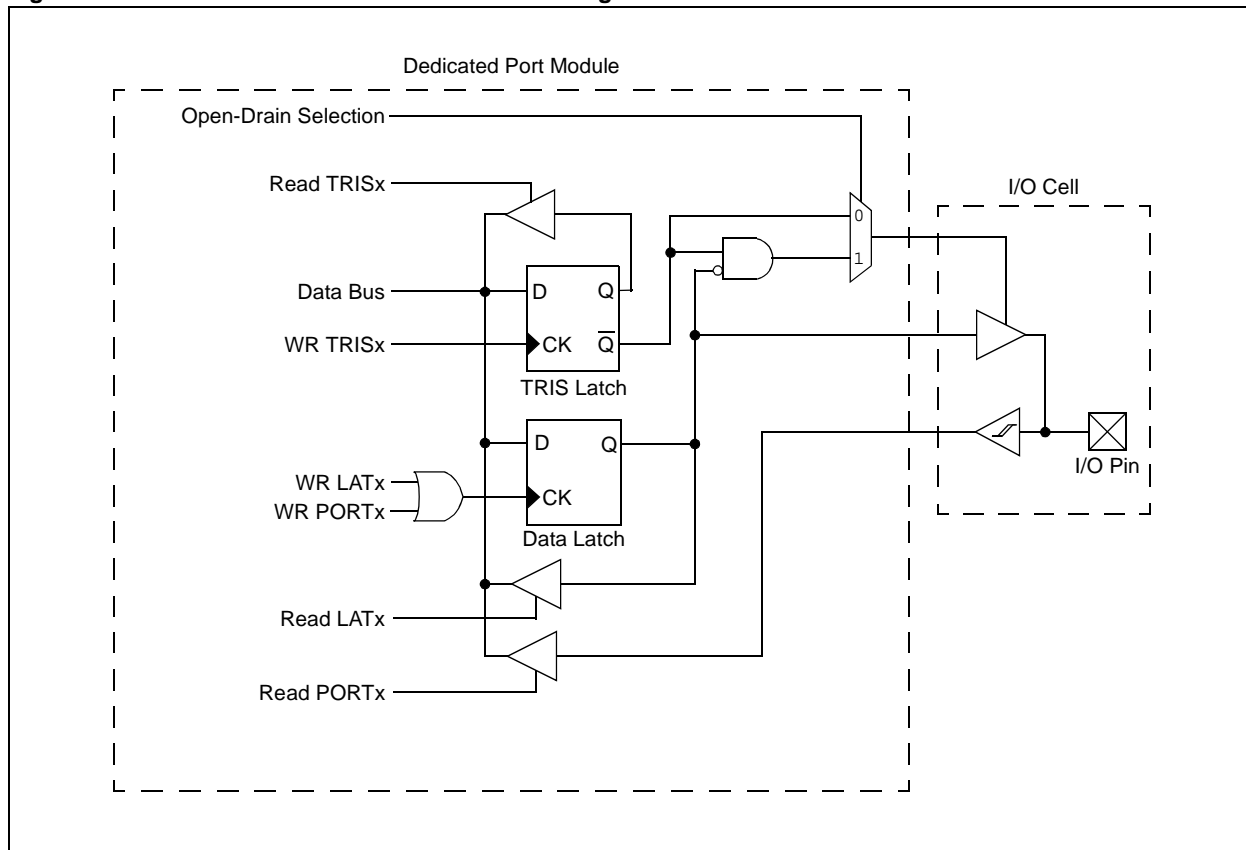 Dedicated Port Module
Open-Drain Selection
Read TRISx
I/O Cell
0
1
Data Bus
D
Q
WR TRISx
CK
Q̅
TRIS Latch
D
Q
WR LATx
WR PORTx
CK
I/O Pin
Data Latch
Read LATx
Read PORTx